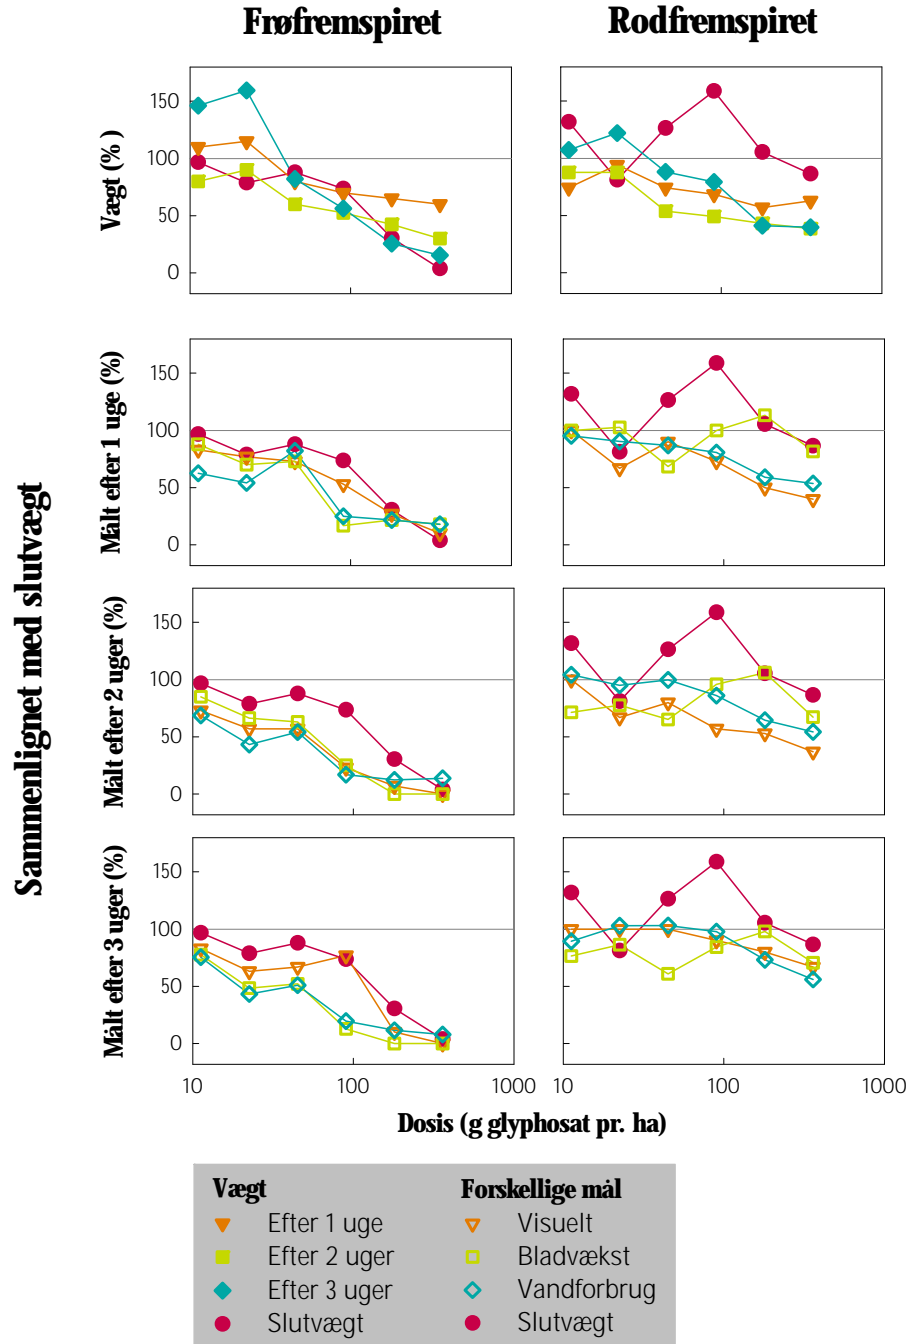 Frøfremspiret Rodfremspiret
Sammenlignet med slutvægt
Vægt (% )
150
100
50
0
Målt efter 1 uge (%)
150
100
50
0
Målt efter 2 uger (%)
150
100
50
0
Målt efter 3 uger (%)
150
100
50
0
10 100 1000 10 100 1000
Dosis (g glyphosat pr. ha)
Vægt Forskellige mål
Efter 1 uge Visuelt
Efter 2 uger Bladvækst
Efter 3 uger Vandforbrug
Slutvægt Slutvægt